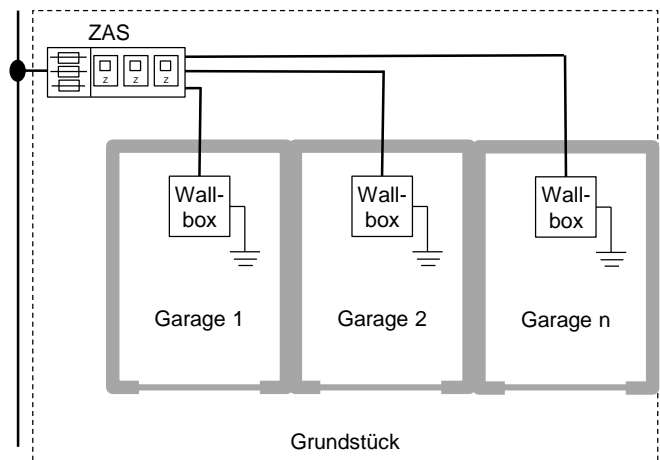 ZAS
z z z
Wall-
box
Wall-
box
Wall-
box
Garage 1
Garage 2
Garage n
Grundstück